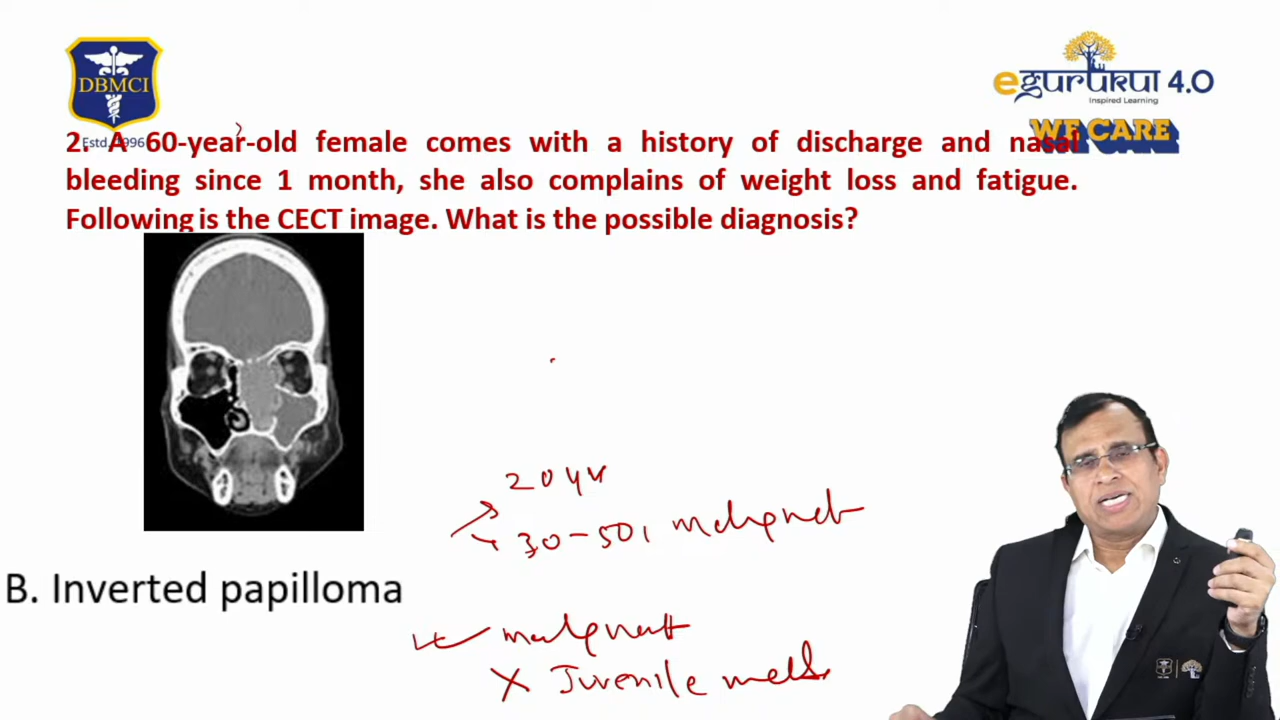 DBMCI
Estd. 1996
eGurukul 4.0
Inspired Learning
WE CARE
2. A 60-year-old female comes with a history of discharge and nasal
bleeding since 1 month, she also complains of weight loss and fatigue.
Following is the CECT image. What is the possible diagnosis?
20 yr
30-50,
B. Inverted papilloma
malignant
X Juvenile